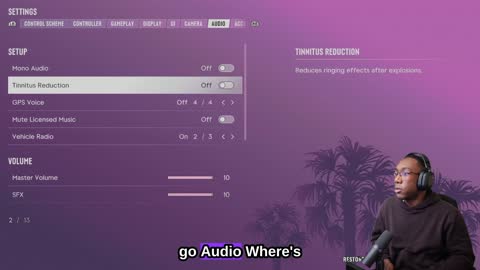 SETTINGS
CONTROL SCHEME CONTROLLER GAMEPLAY DISPLAY UI CAMERA AUDIO
SETUP
Mono Audio Off
Tinnitus Reduction Off
GPS Voice Off 4 / 4
Mute Licensed Music Off
Vehicle Radio On 2 / 3
VOLUME
Master Volume 10
SFX 10
2 / 33
TINNITUS REDUCTION
Reduces ringing effects after explosions.
go Audio Where's